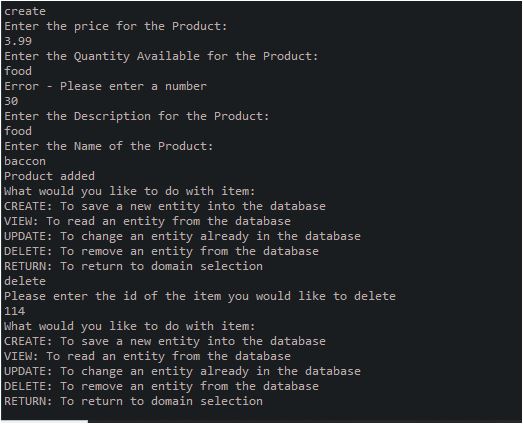 create
Enter the price for the Product:
3.99
Enter the Quantity Available for the Product:
food
Error - Please enter a number
30
Enter the Description for the Product:
food
Enter the Name of the Product:
baccon
Product added
What would you like to do with item:
CREATE: To save a new entity into the database
VIEW: To read an entity from the database
UPDATE: To change an entity already in the database
DELETE: To remove an entity from the database
RETURN: To return to domain selection
delete
Please enter the id of the item you would like to delete
114
What would you like to do with item:
CREATE: To save a new entity into the database
VIEW: To read an entity from the database
UPDATE: To change an entity already in the database
DELETE: To remove an entity from the database
RETURN: To return to domain selection